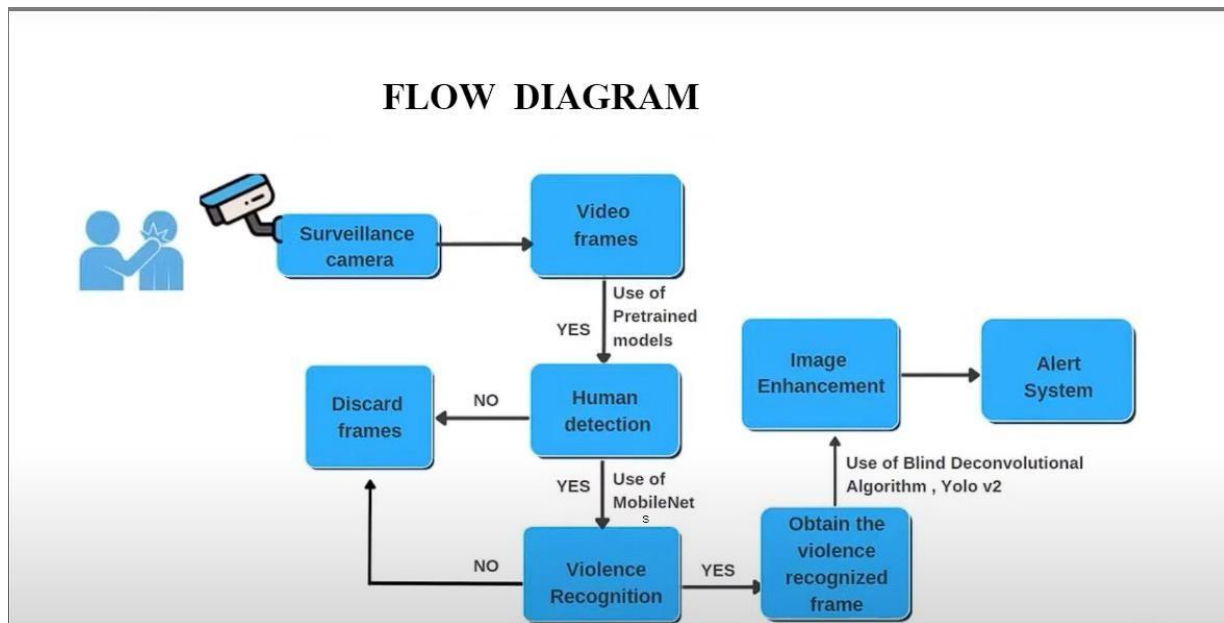 FLOW DIAGRAM
Surveillance
camera
Video
frames
Use of
Pretrained
models
YES
Human
detection
NO
Discard
frames
YES
Use of
MobileNet
s
Violence
Recognition
NO
YES
Obtain the
violence
recognized
frame
Use of Blind Deconvolutional
Algorithm , Yolo v2
Image
Enhancement
Alert
System